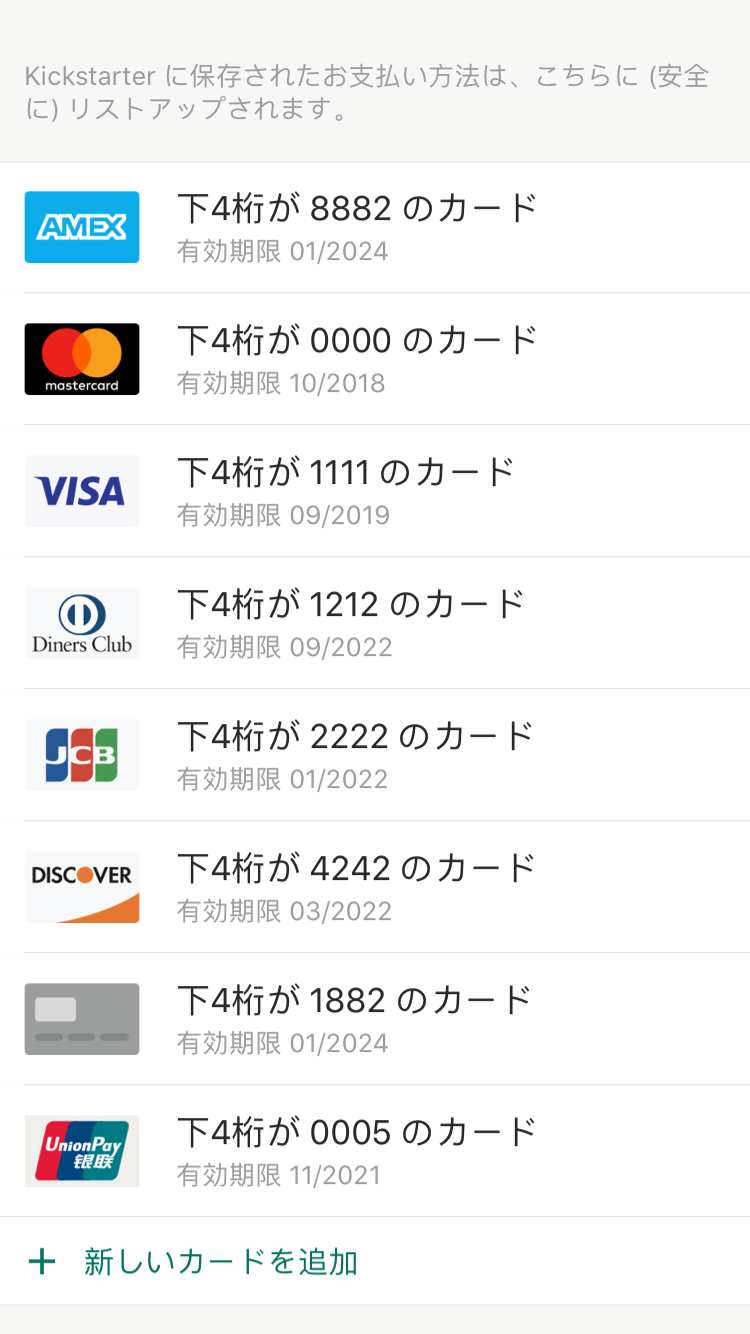 Kickstarter に保存されたお支払い方法は、こちらに (安全
に) リストアップされます。
AMEX
下4桁が 8882 のカード
有効期限 01/2024
mastercard
下4桁が 0000 のカード
有効期限 10/2018
VISA
下4桁が 1111 のカード
有効期限 09/2019
Diners Club
下4桁が 1212 のカード
有効期限 09/2022
JCB
下4桁が 2222 のカード
有効期限 01/2022
DISCOVER
下4桁が 4242 のカード
有効期限 03/2022
下4桁が 1882 のカード
有効期限 01/2024
UnionPay
银联
下4桁が 0005 のカード
有効期限 11/2021
+ 新しいカードを追加